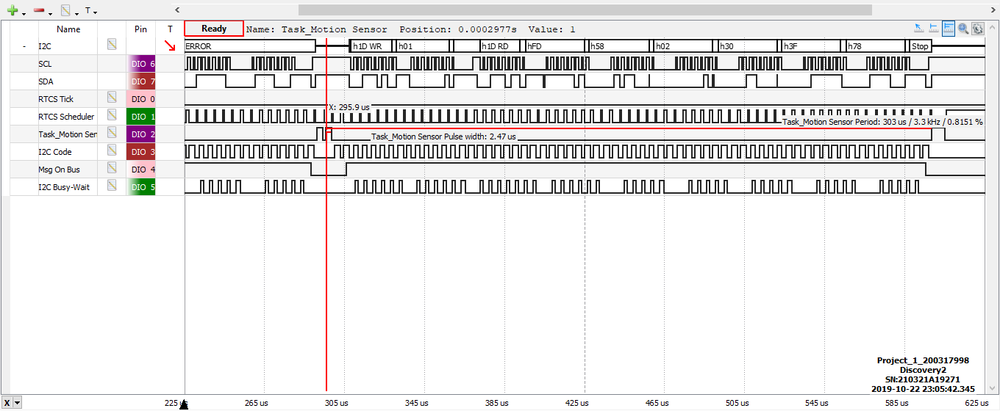 T
Name Pin T Ready Name: Task_Motion Sensor Position: 0.0002977s Value: 1
- I2C ERROR h1D WR h01 h1D RD hFD h58 h02 h30 h3F h78 Stop
SCL DIO 6
SDA DIO 7
RTCS Tick DIO 0
X: 295.9 us
RTCS Scheduler DIO 1
Task_Motion Sensor Period: 303 us / 3.3 kHz / 0.8151 %
Task_Motion Sen DIO 2
Task_Motion Sensor Pulse width: 2.47 us
I2C Code DIO 3
Msg On Bus DIO 4
I2C Busy-Wait DIO 5
Project_1_200317998
Discovery2
SN:210321A19271
2019-10-22 23:05:42.345
X 225 us 265 us 305 us 345 us 385 us 425 us 465 us 505 us 545 us 585 us 625 us